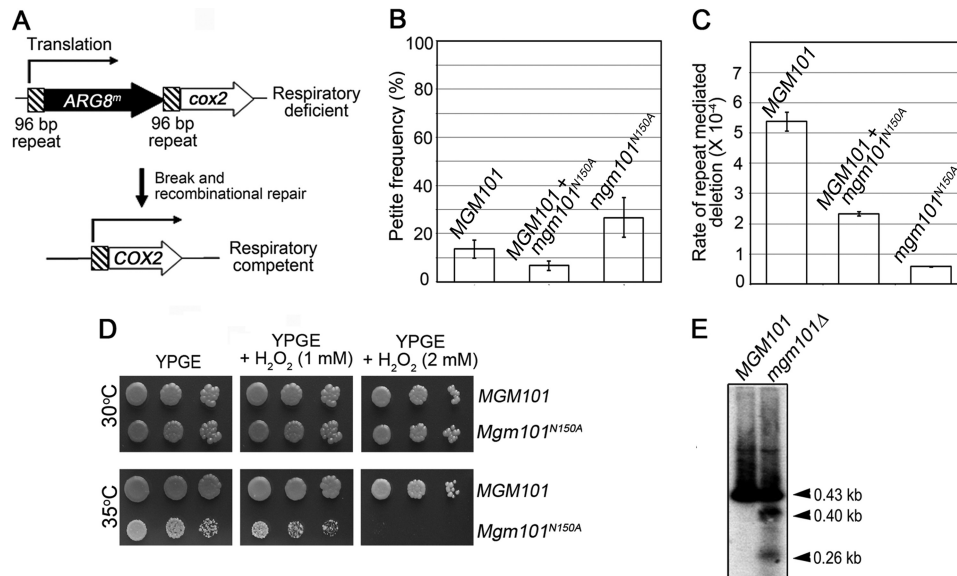 A
Translation
ARG8ᵐ
cox2
96 bp
repeat
96 bp
repeat
Respiratory
deficient
Break and
recombinational repair
COX2
Respiratory
competent
B
Petite frequency (%)
100
80
60
40
20
0
MGM101
MGM101 +
mgm101ᴺ¹⁵⁰ᴬ
mgm101ᴺ¹⁵⁰ᴬ
C
Rate of repeat mediated
deletion (X 10⁻⁴)
7
6
5
4
3
2
1
0
MGM101
MGM101 +
mgm101ᴺ¹⁵⁰ᴬ
mgm101ᴺ¹⁵⁰ᴬ
D
YPGE
YPGE
+ H₂O₂ (1 mM)
YPGE
+ H₂O₂ (2 mM)
30ºC
MGM101
Mgm101ᴺ¹⁵⁰ᴬ
35ºC
MGM101
Mgm101ᴺ¹⁵⁰ᴬ
E
MGM101
mgm101Δ
0.43 kb
0.40 kb
0.26 kb